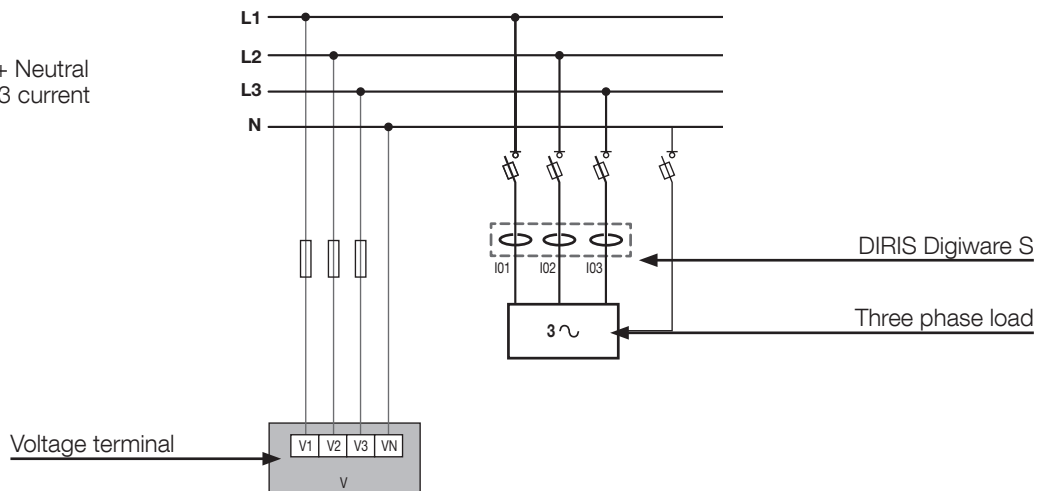 L1
L2
+ Neutral
3 current
L3
N
DIRIS Digiware S
I01 I02 I03
Three phase load
3
Voltage terminal
V1 V2 V3 VN
V